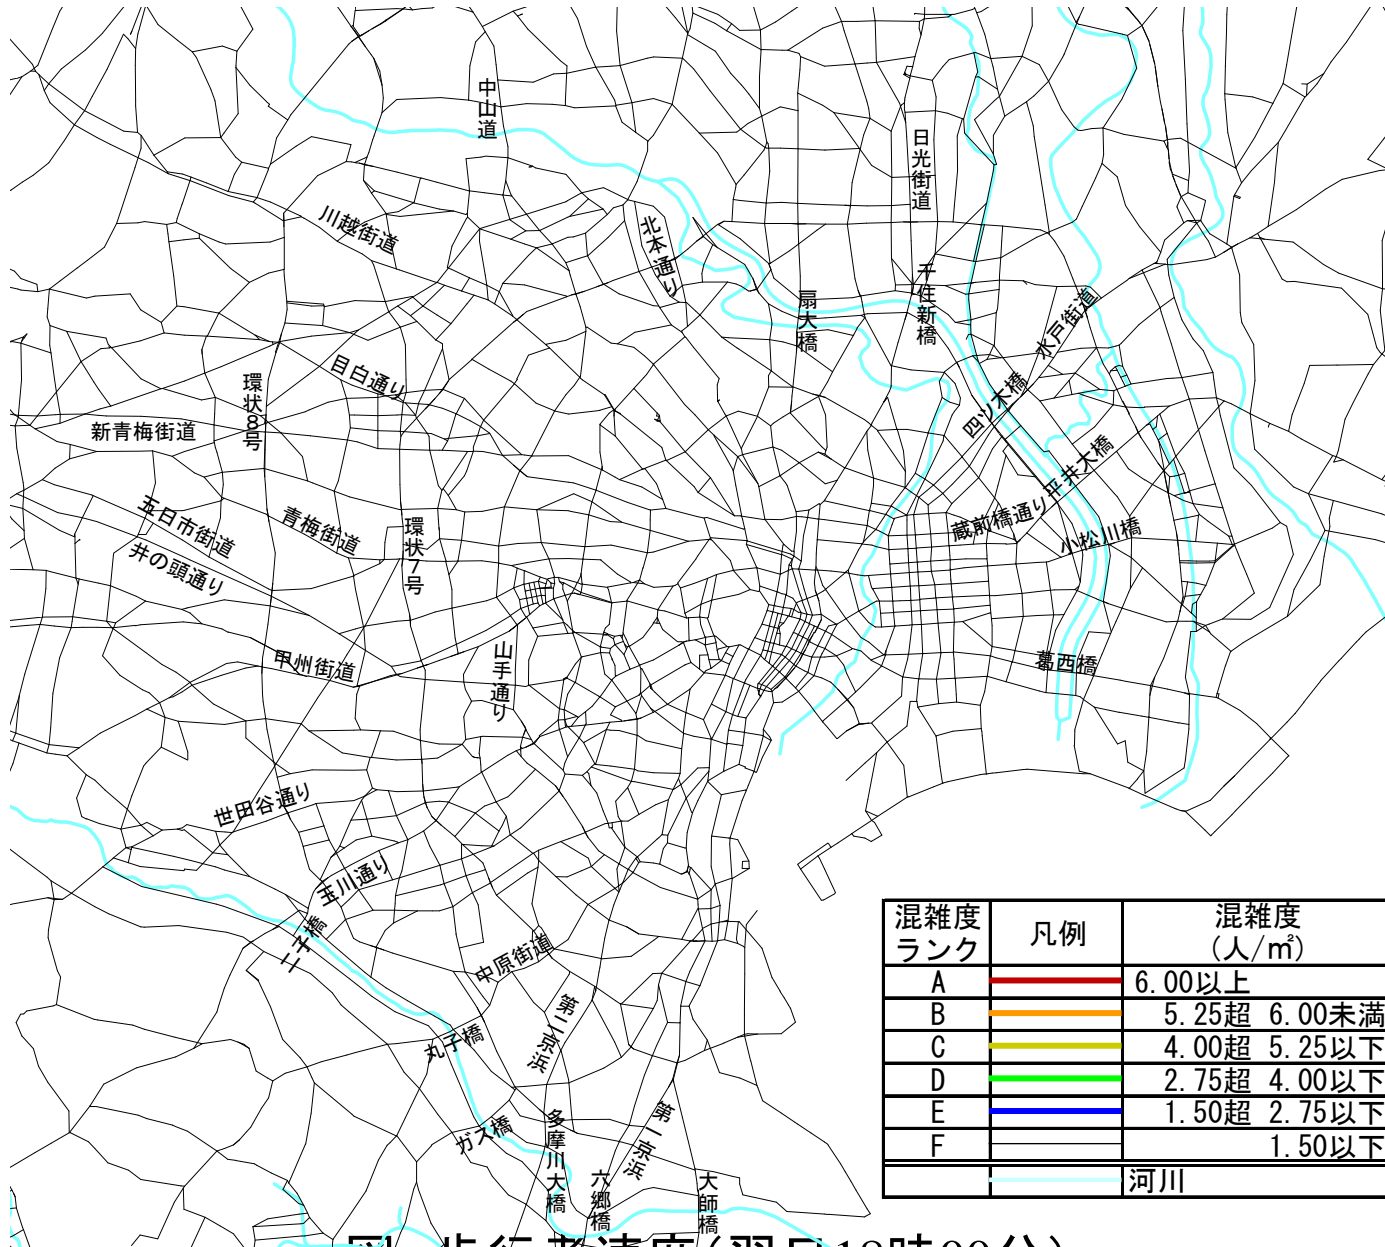 中山道
日光街道
川越街道
北本通り
千住新橋
扇大橋
水戸街道
目白通り
環状8号
四ツ木橋
新青梅街道
平井大橋
五日市街道
青梅街道
環状7号
蔵前橋通り
小松川橋
井の頭通り
甲州街道
山手通り
葛西橋
世田谷通り
玉川通り
二子橋
中原街道
第二京浜
丸子橋
ガス橋
多摩川大橋
第一京浜
六郷橋
大師橋
混雑度ランク 凡例 混雑度(人/㎡)
A 6.00以上
B 5.25超 6.00未満
C 4.00超 5.25以下
D 2.75超 4.00以下
E 1.50超 2.75以下
F 1.50以下
河川